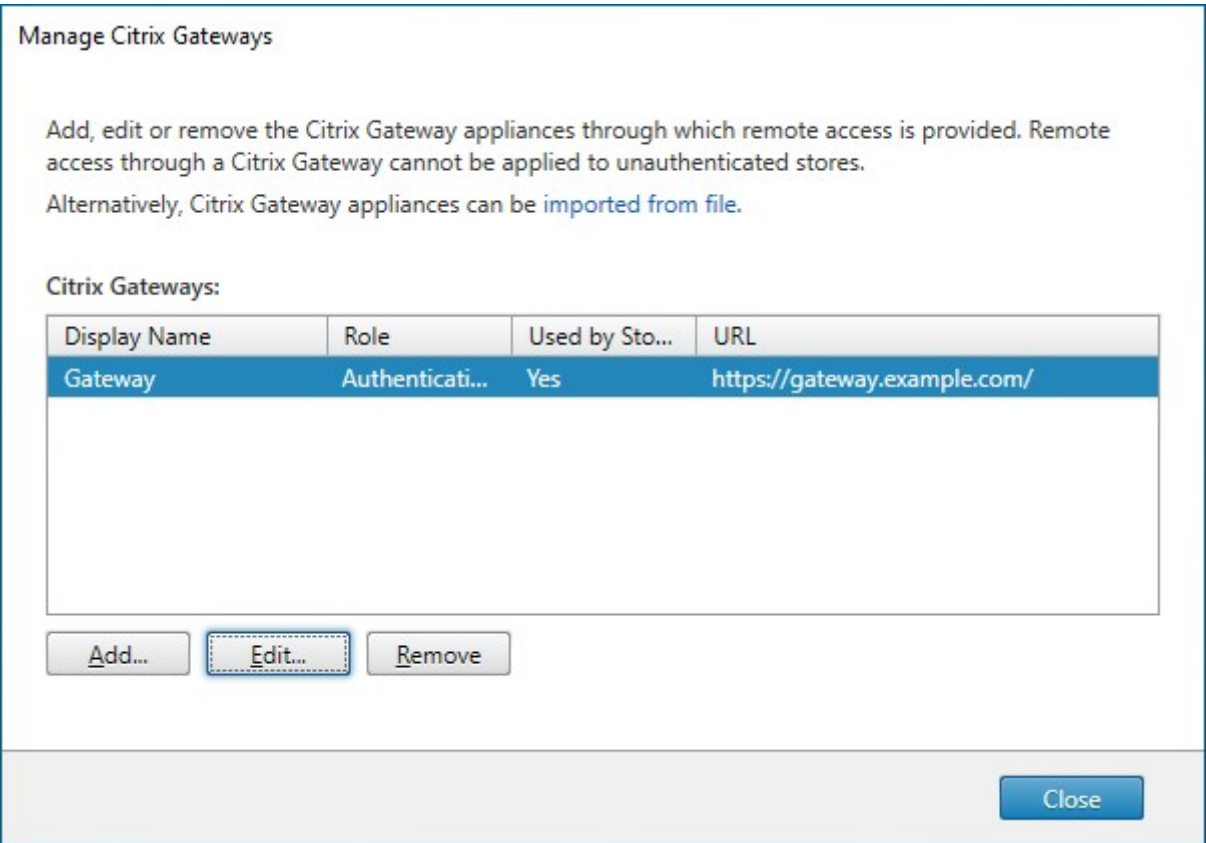 Manage Citrix Gateways
Add, edit or remove the Citrix Gateway appliances through which remote access is provided. Remote
access through a Citrix Gateway cannot be applied to unauthenticated stores.
Alternatively, Citrix Gateway appliances can be imported from file.
Citrix Gateways:
Display Name Role Used by Sto... URL
Gateway Authenticati... Yes https://gateway.example.com/
Add... Edit... Remove
Close